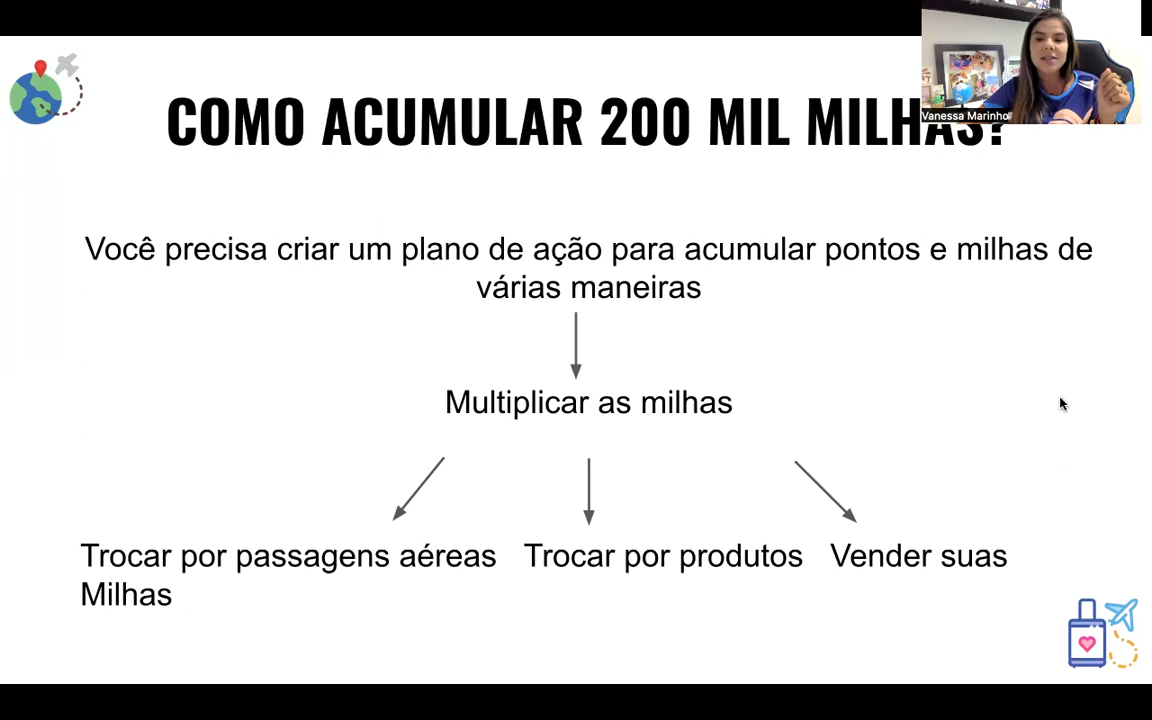 COMO ACUMULAR 200 MIL MILHAS?
Vanessa Marinho
Você precisa criar um plano de ação para acumular pontos e milhas de
várias maneiras
Multiplicar as milhas
Trocar por passagens aéreas Trocar por produtos Vender suas
Milhas